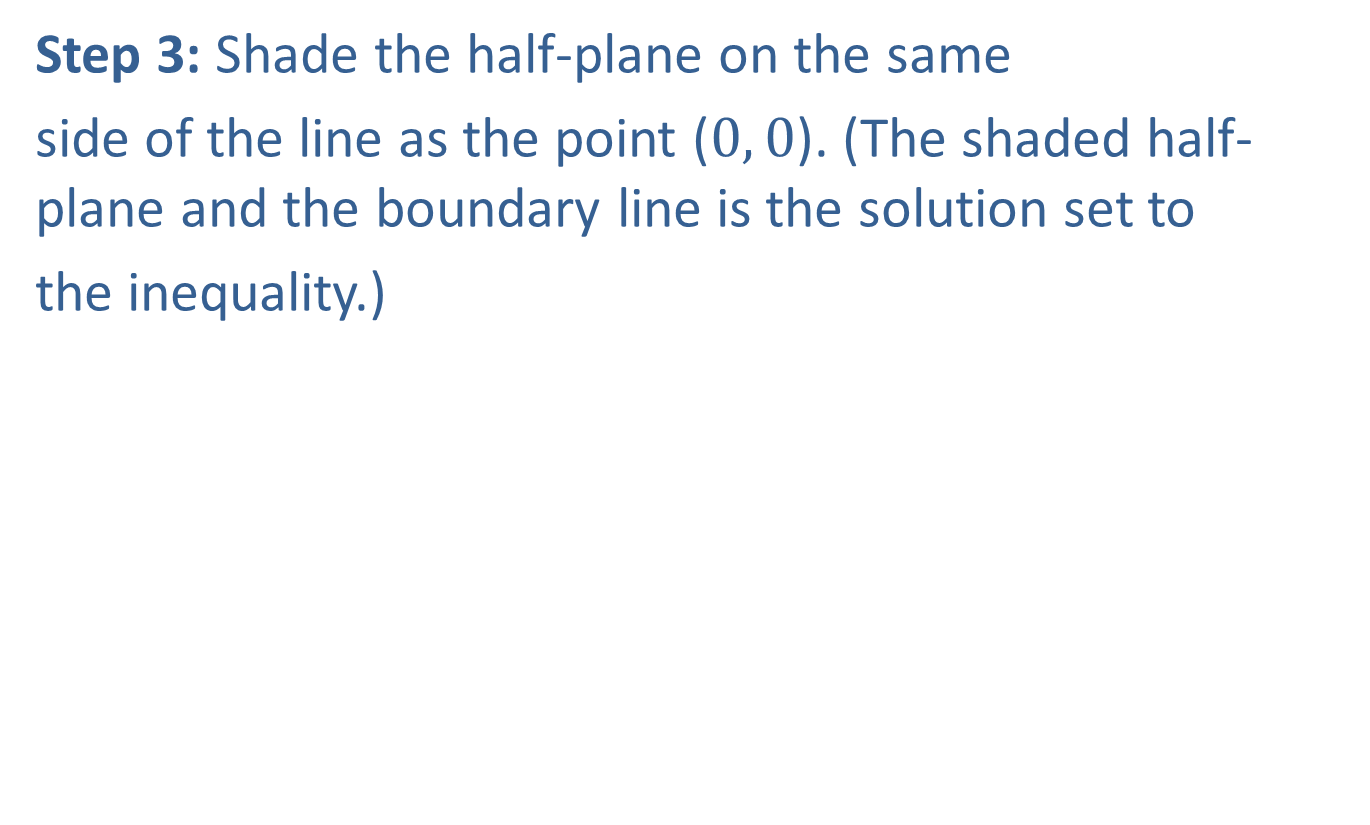 Step 3: Shade the half-plane on the same
side of the line as the point (0, 0). (The shaded half-
plane and the boundary line is the solution set to
the inequality.)